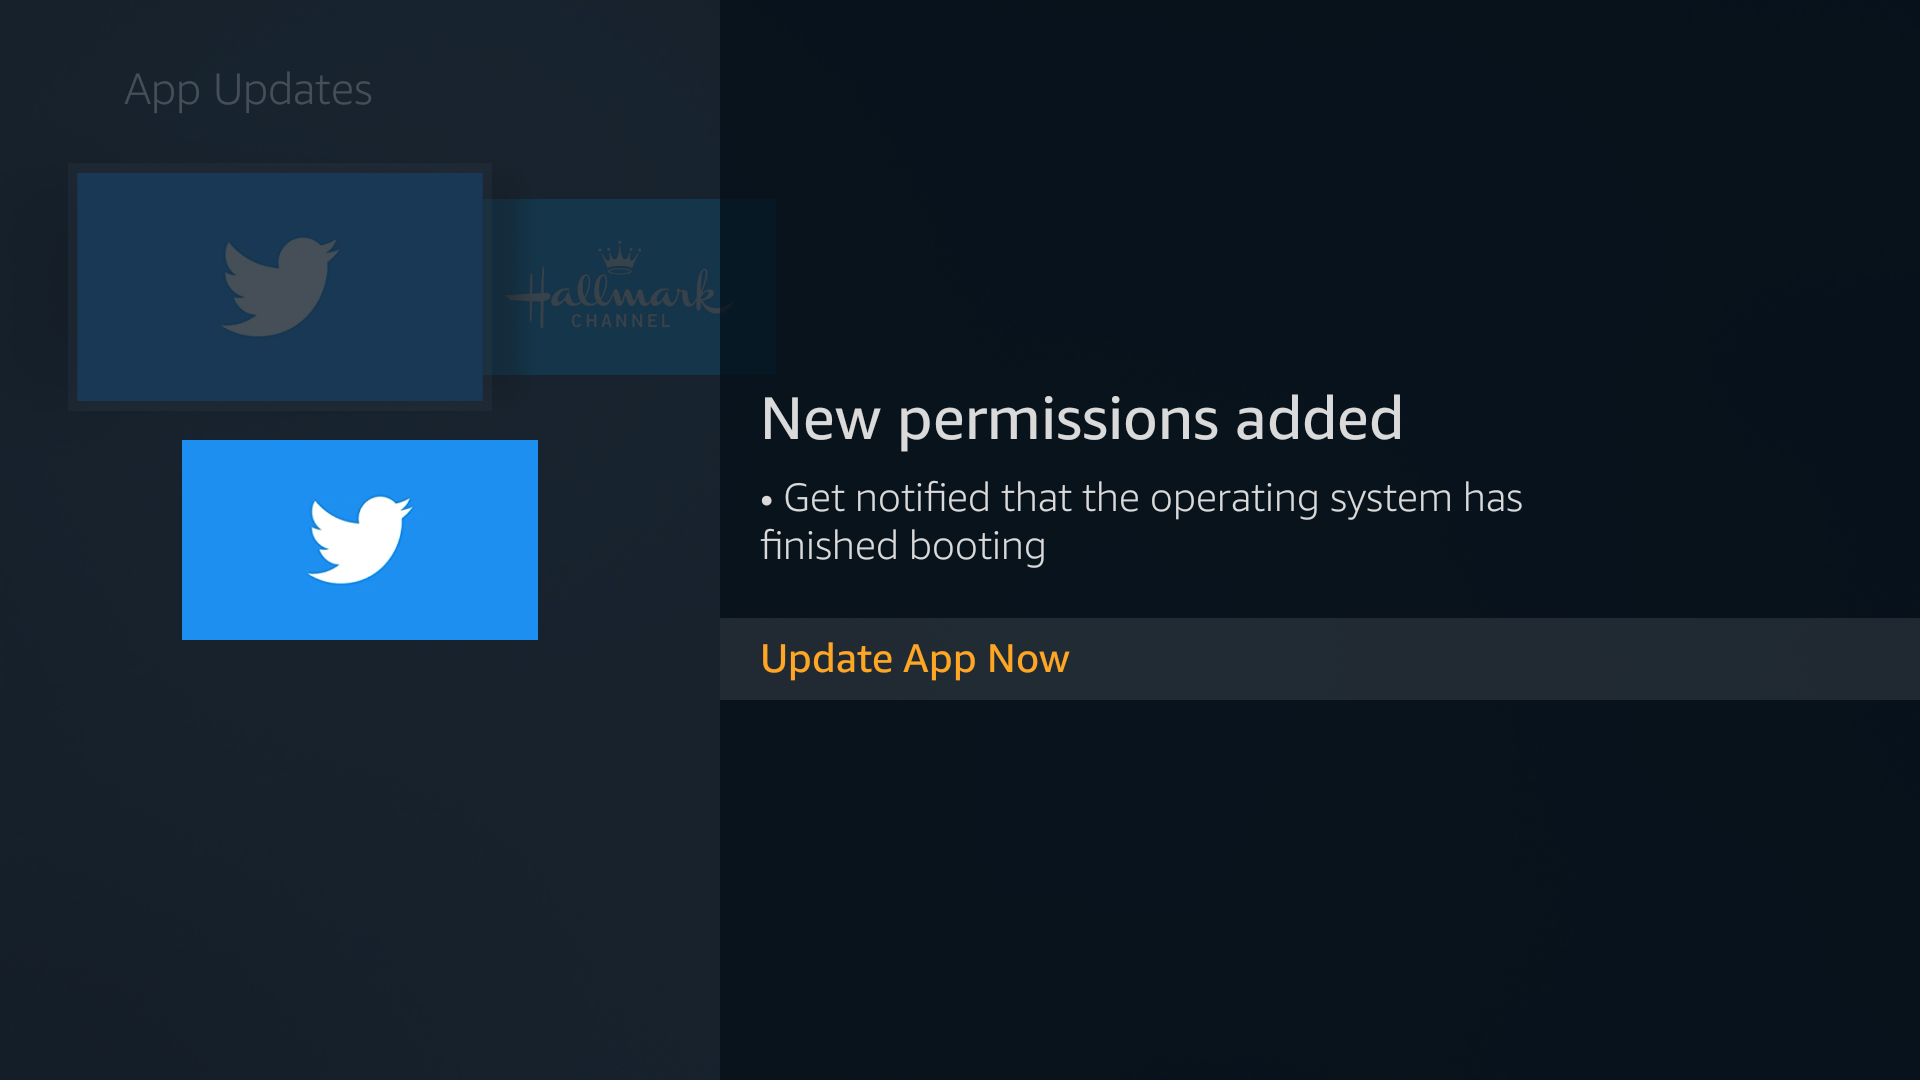 App Updates
Hallmark
CHANNEL
New permissions added
• Get notified that the operating system has
finished booting
Update App Now